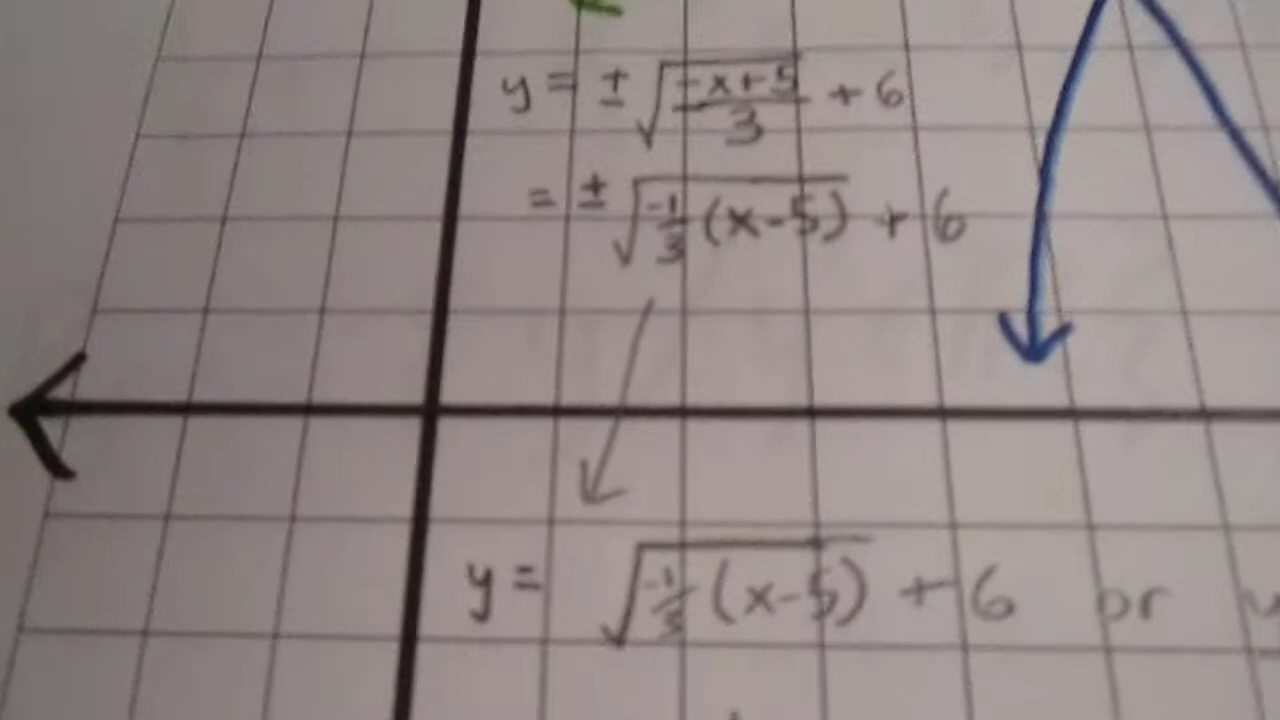 y = ± √((-x+5)/3) + 6
= ± √(-1/3 (x-5)) + 6
y = √(-1/3 (x-5)) + 6 or